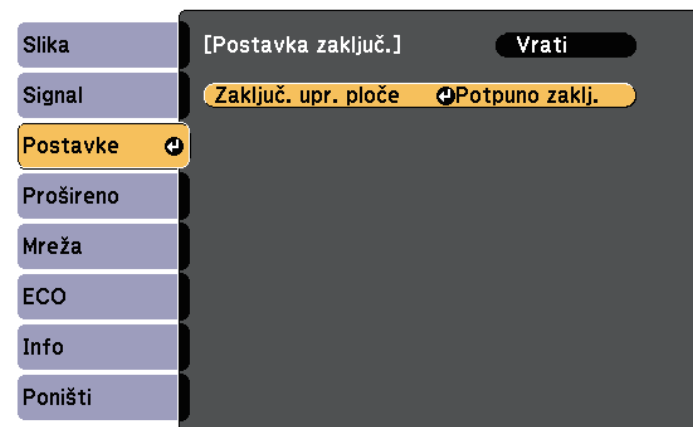 Slika
Signal
Postavke
Prošireno
Mreža
ECO
Info
Poništi
[Postavka zaključ.] Vrati
Zaključ. upr. ploče Potpuno zaklj.